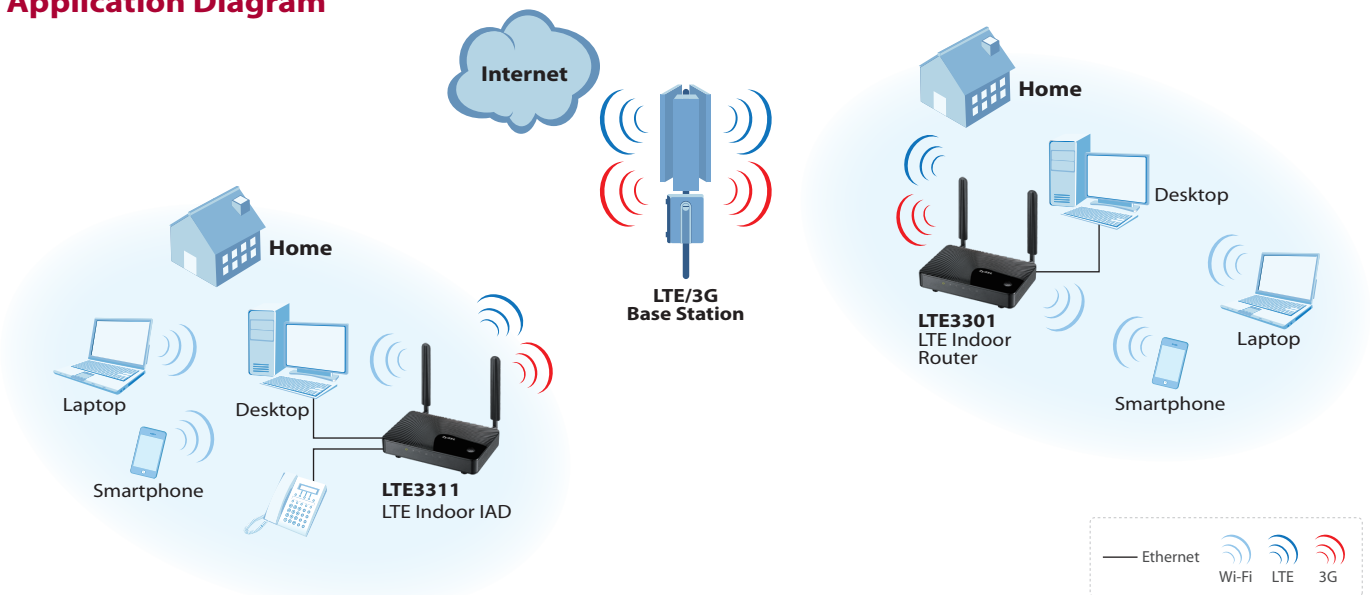 Application Diagram
Internet
Home
Desktop
LTE/3G
Base Station
LTE3301
LTE Indoor
Router
Laptop
Smartphone
Home
Laptop
Desktop
Smartphone
LTE3311
LTE Indoor IAD
Ethernet
Wi-Fi
LTE
3G